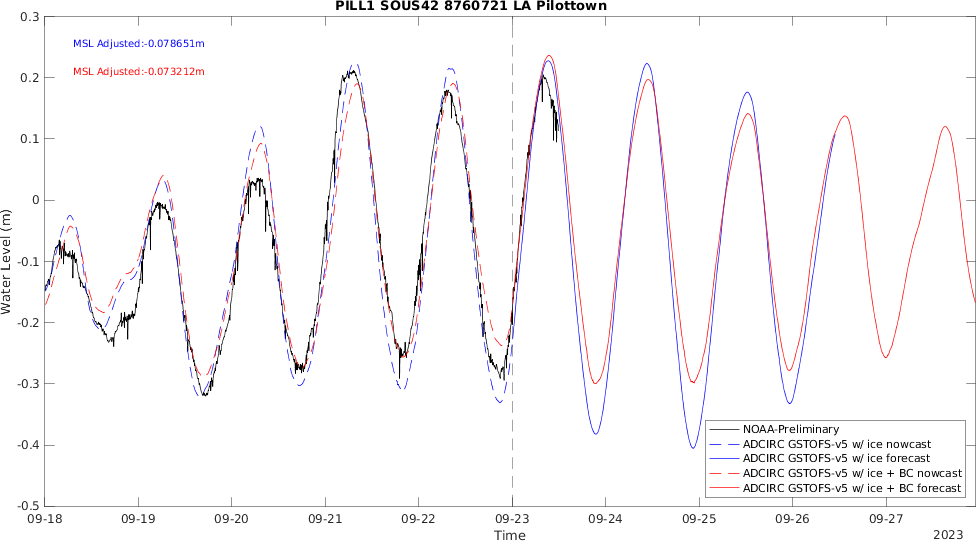 PILL1 SOUS42 8760721 LA Pilottown
MSL Adjusted:-0.078651m
MSL Adjusted:-0.073212m
0.3
0.2
0.1
0
-0.1
-0.2
-0.3
-0.4
-0.5
Water Level (m)
NOAA-Preliminary
ADCIRC GSTOFS-v5 w/ ice nowcast
ADCIRC GSTOFS-v5 w/ ice forecast
ADCIRC GSTOFS-v5 w/ ice + BC nowcast
ADCIRC GSTOFS-v5 w/ ice + BC forecast
09-18 09-19 09-20 09-21 09-22 09-23 09-24 09-25 09-26 09-27
Time
2023